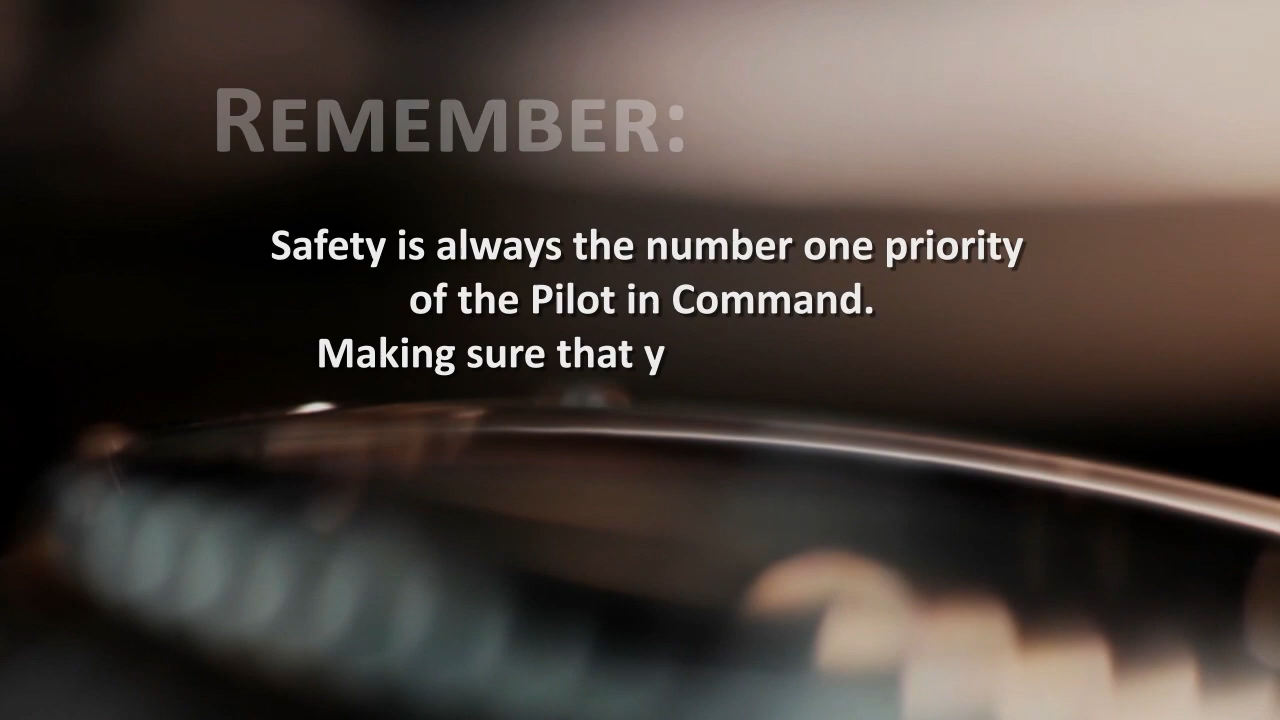 REMEMBER:
Safety is always the number one priority
of the Pilot in Command.
Making sure that y